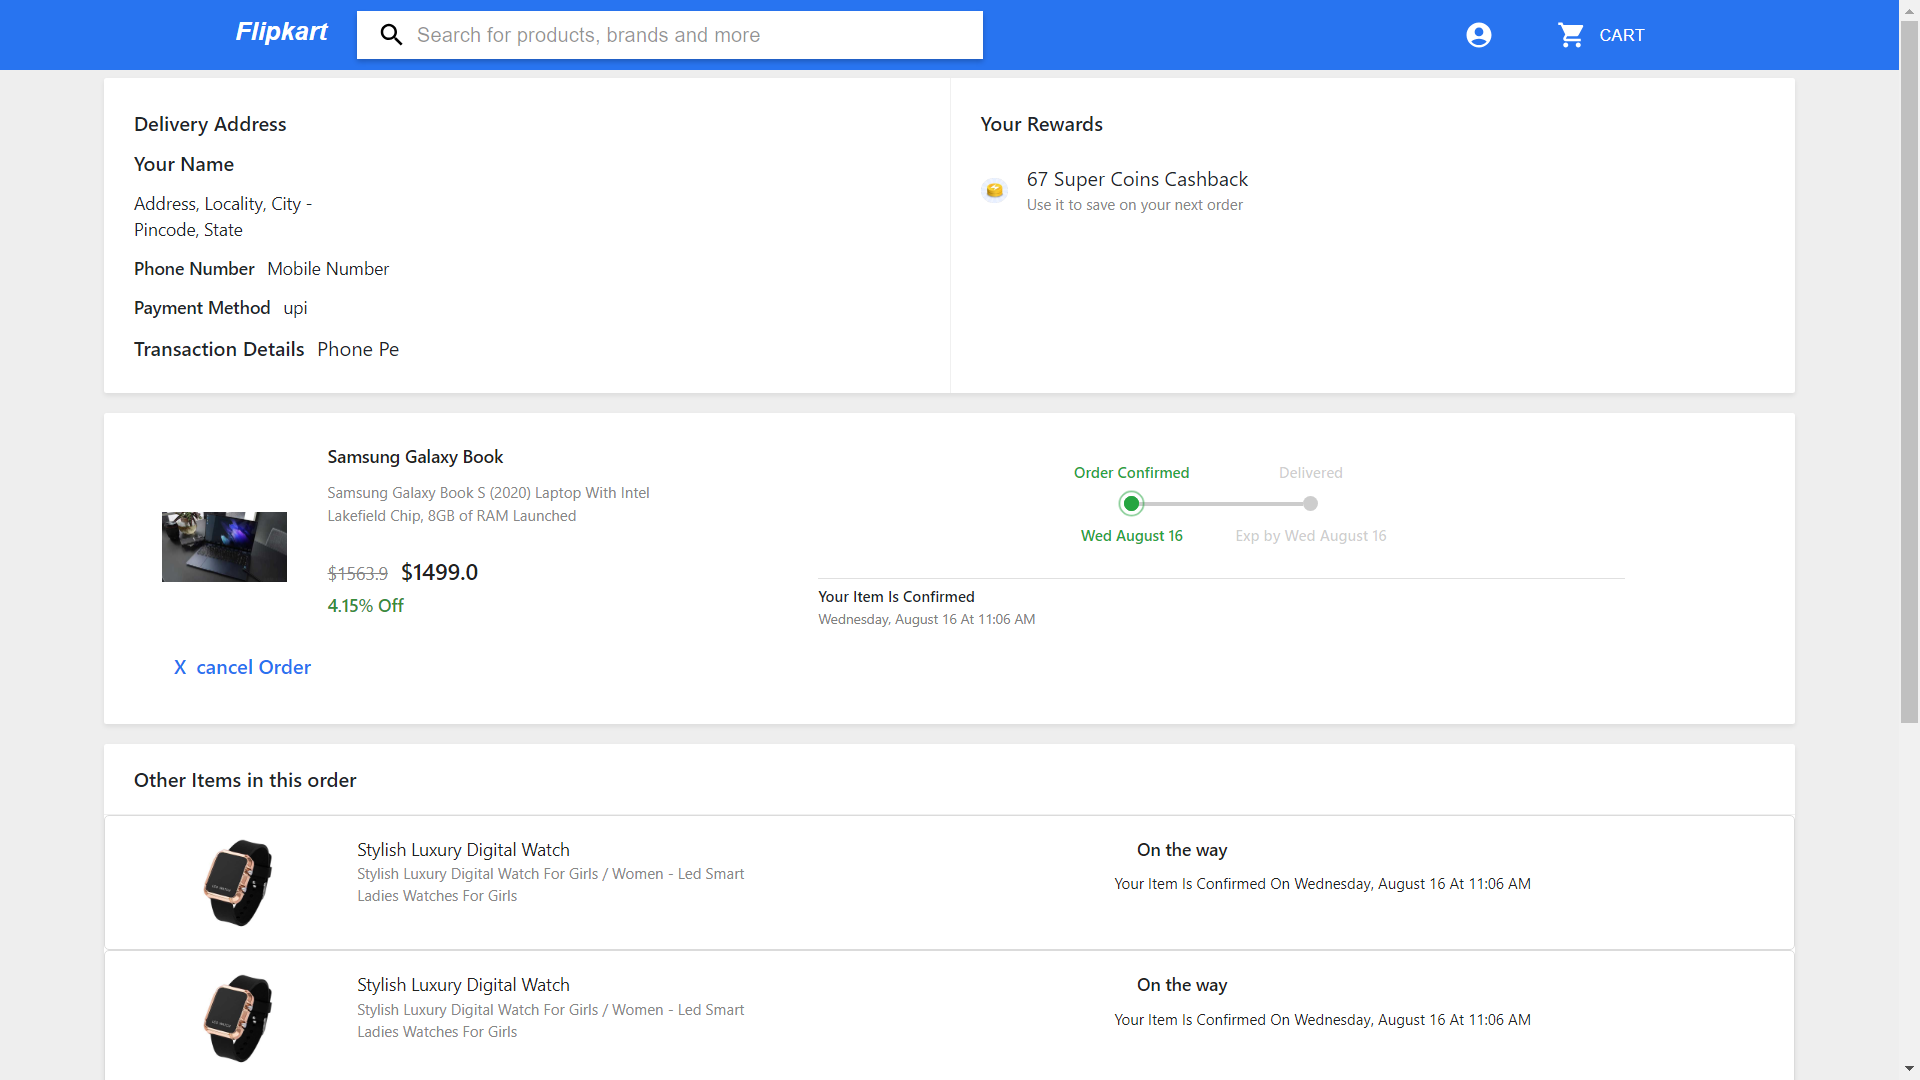 Flipkart
Search for products, brands and more
CART
Delivery Address
Your Name
Address, Locality, City -
Pincode, State
Phone Number Mobile Number
Payment Method upi
Transaction Details Phone Pe
Your Rewards
67 Super Coins Cashback
Use it to save on your next order
Samsung Galaxy Book
Samsung Galaxy Book S (2020) Laptop With Intel
Lakefield Chip, 8GB of RAM Launched
$1563.9 $1499.0
4.15% Off
X cancel Order
Order Confirmed
Delivered
Wed August 16
Exp by Wed August 16
Your Item Is Confirmed
Wednesday, August 16 At 11:06 AM
Other Items in this order
Stylish Luxury Digital Watch
Stylish Luxury Digital Watch For Girls / Women - Led Smart
Ladies Watches For Girls
On the way
Your Item Is Confirmed On Wednesday, August 16 At 11:06 AM
Stylish Luxury Digital Watch
Stylish Luxury Digital Watch For Girls / Women - Led Smart
Ladies Watches For Girls
On the way
Your Item Is Confirmed On Wednesday, August 16 At 11:06 AM